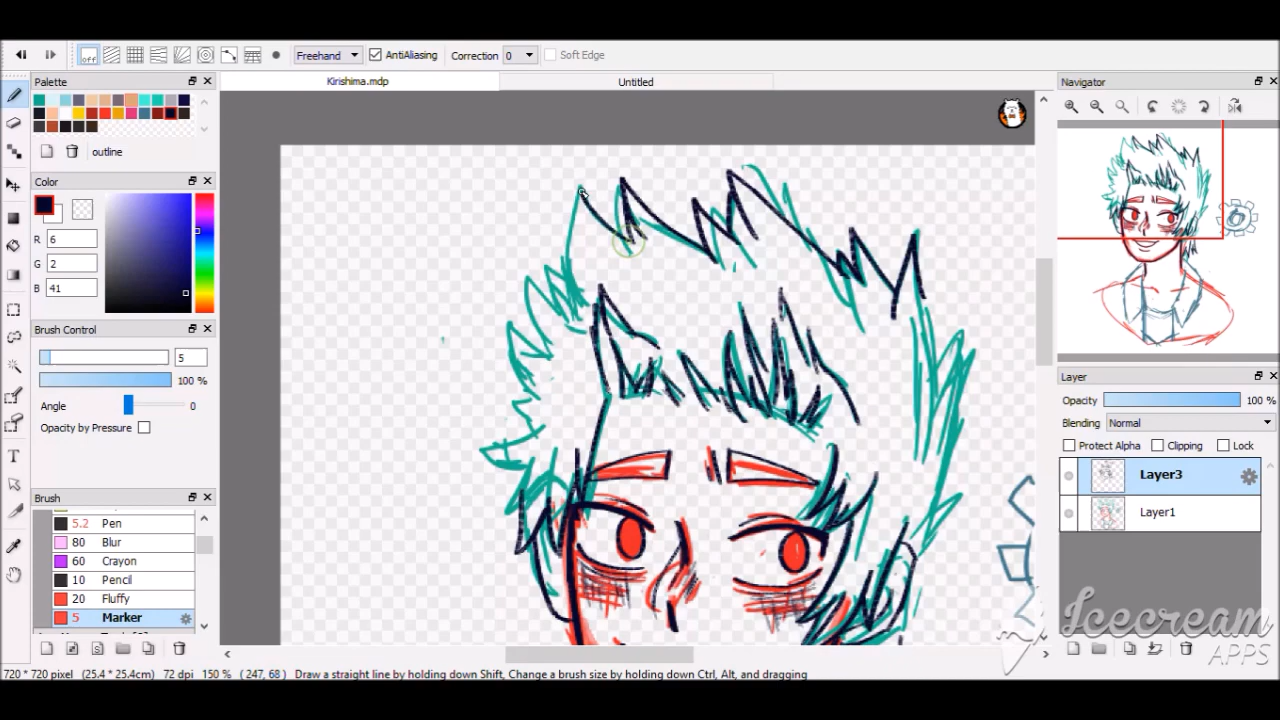 off
Freehand
AntiAliasing
Correction 0
Soft Edge
Palette
Kirishima.mdp
Untitled
Navigator
outline
Color
R 6
G 2
B 41
Brush Control
5
100 %
Angle 0
Opacity by Pressure
Brush
5.2 Pen
80 Blur
60 Crayon
10 Pencil
20 Fluffy
5 Marker
Layer
Opacity 100 %
Blending Normal
Protect Alpha Clipping Lock
Layer3
Layer1
Icecream
APPS
720 * 720 pixel (25.4 * 25.4cm) 72 dpi 150 % ( 247, 68 ) Draw a straight line by holding down Shift, Change a brush size by holding down Ctrl, Alt, and dragging